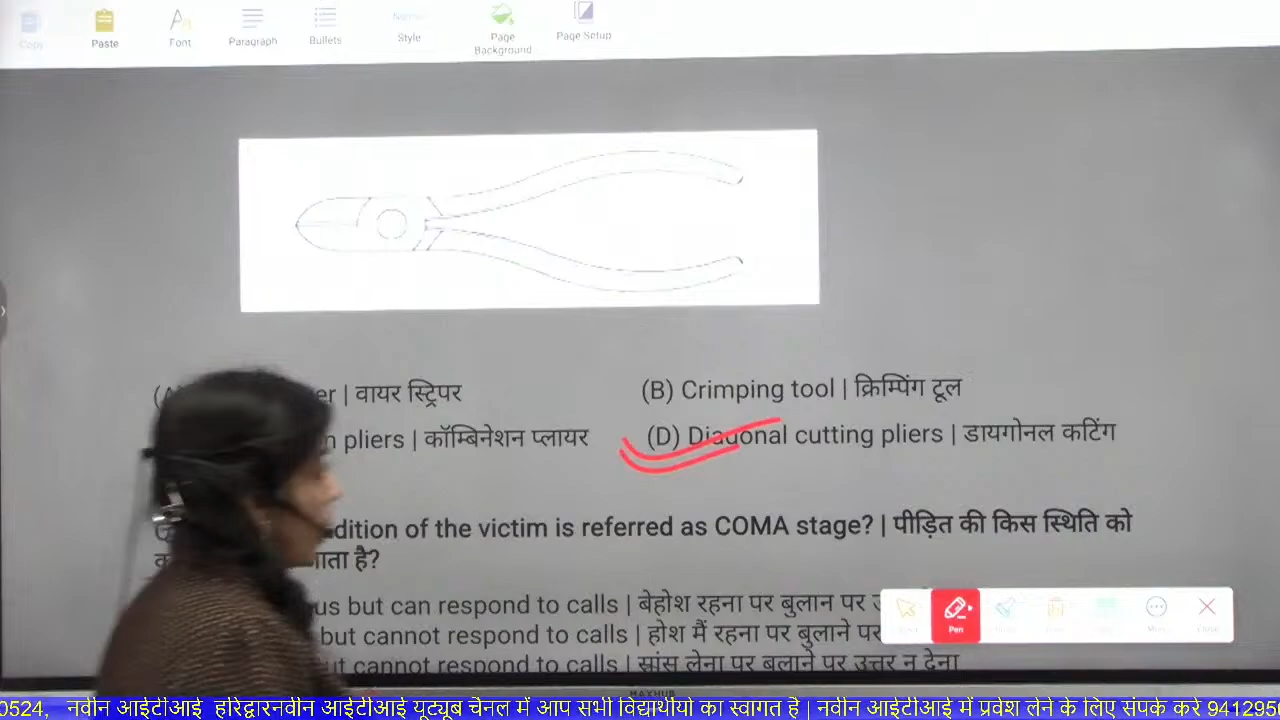 Copy
Paste
Font
Paragraph
Bullets
Style
Page
Background
Page Setup
(A) er | वायर स्ट्रिपर
(B) Crimping tool | क्रिम्पिंग टूल
pliers | कॉम्बिनेशन प्लायर
(D) Diagonal cutting pliers | डायगोनल कटिंग
dition of the victim is referred as COMA stage? | पीड़ित की किस स्थिति को
है?
us but can respond to calls | बेहोश रहना पर बुलान पर
but cannot respond to calls | होश मैं रहना पर बुलाने पर
cannot respond to calls | सांस लेना पर बुलाने पर उत्तर न देना
Pen
Close
MAXHUB
0524, नवीन आईटीआई हरिद्वारनवीन आईटीआई यूट्यूब चैनल में आप सभी विद्यार्थीयो का स्वागत है | नवीन आईटीआई में प्रवेश लेने के लिए संपर्क करे 941295